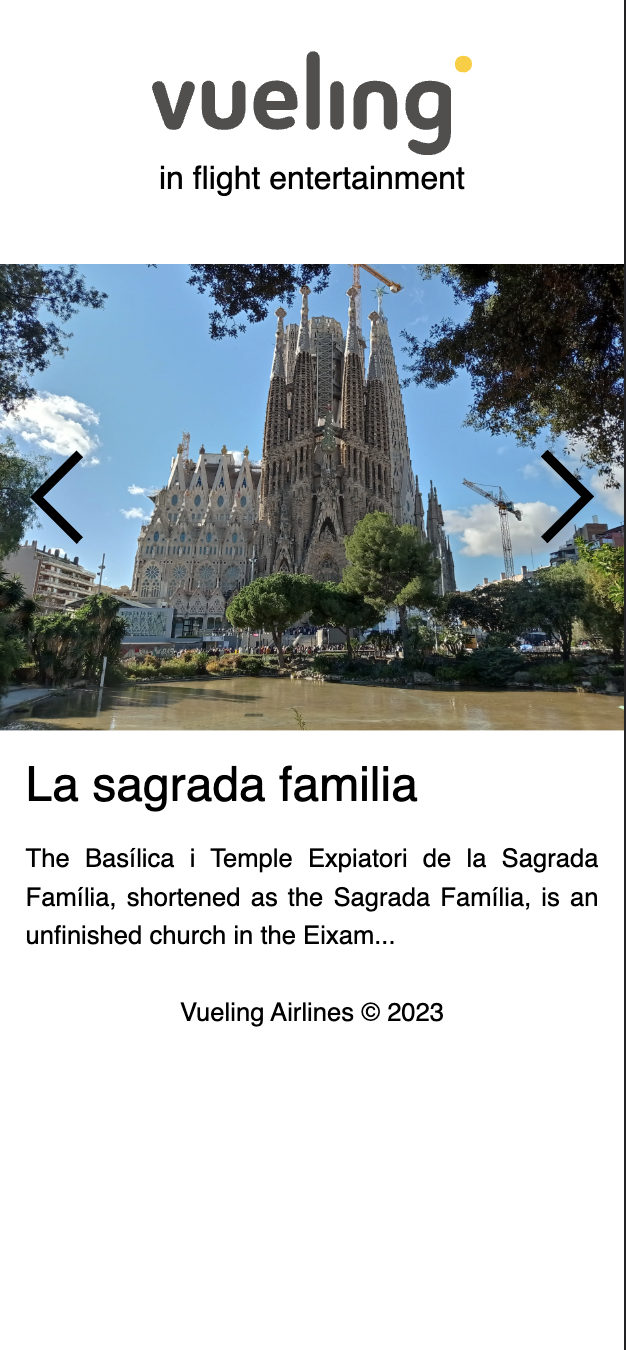 vueling
in flight entertainment
La sagrada familia
The Basílica i Temple Expiatori de la Sagrada
Família, shortened as the Sagrada Família, is an
unfinished church in the Eixam...
Vueling Airlines © 2023